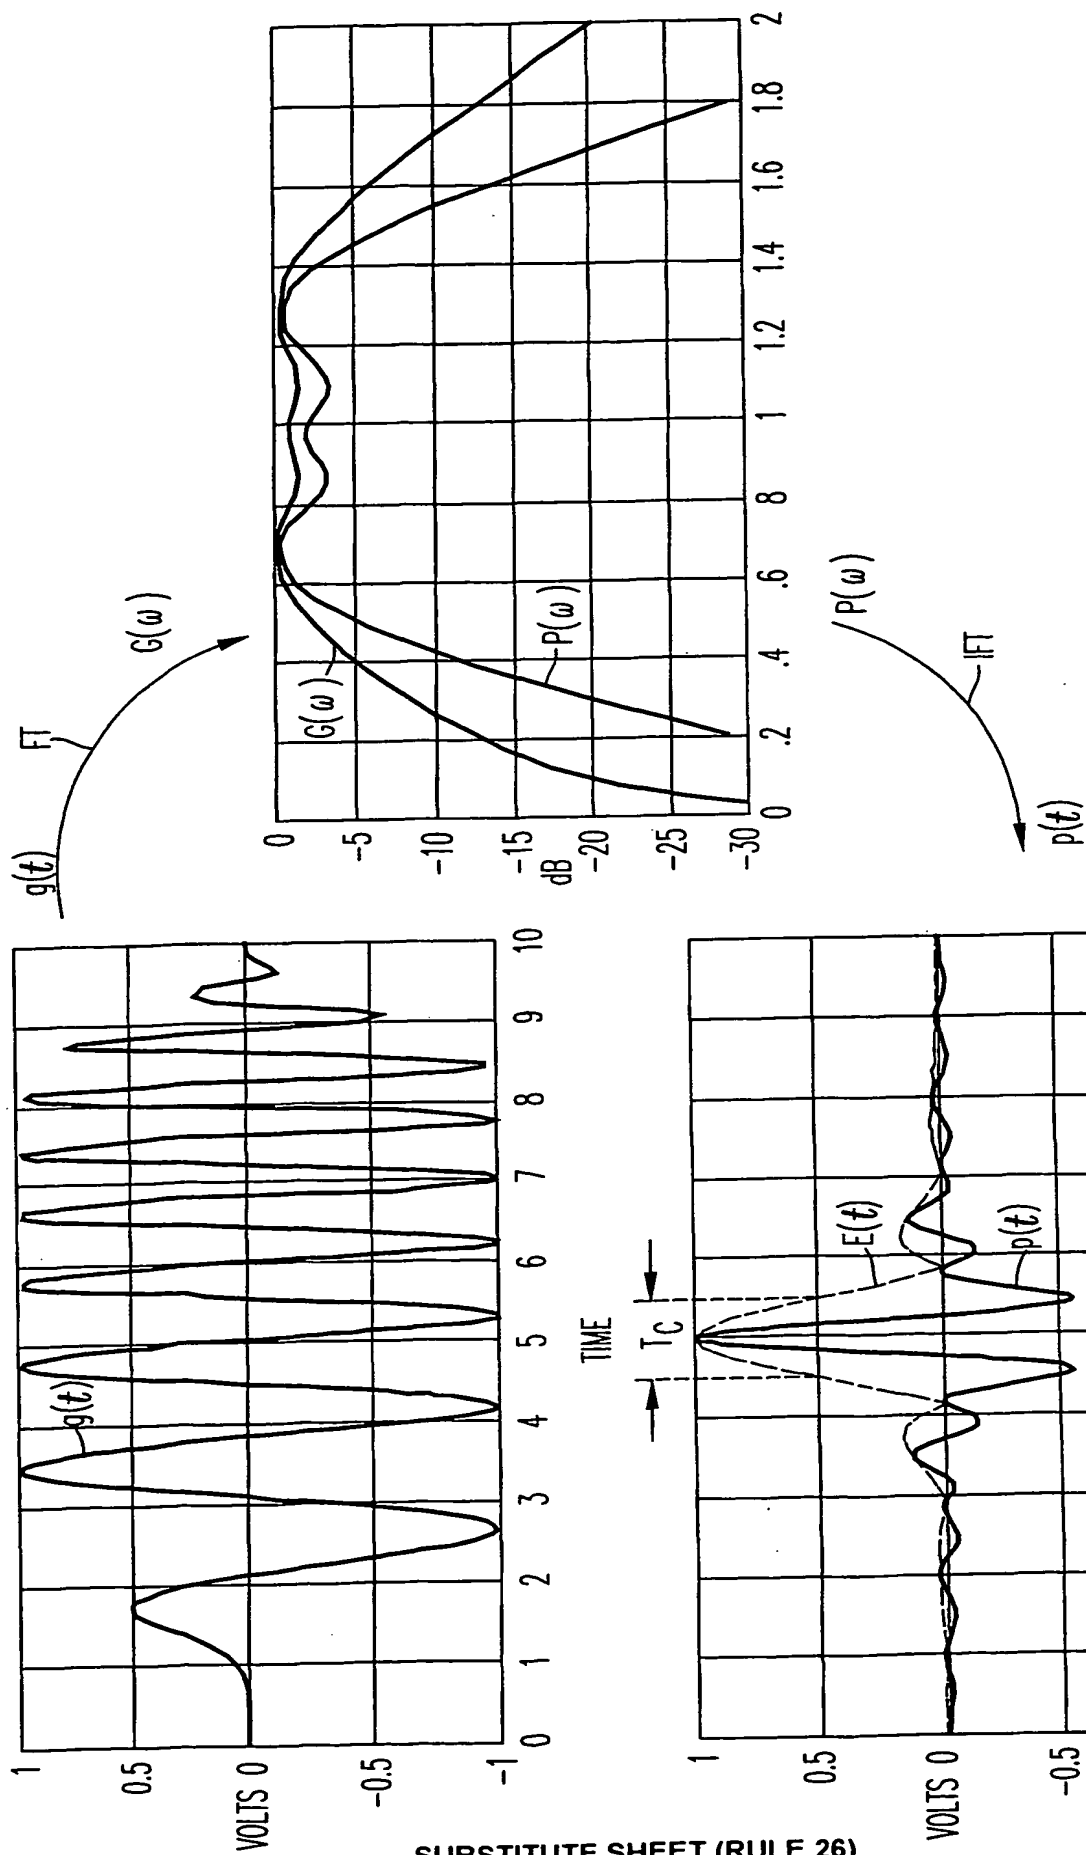 g(t)
FT
G(ω)
1
0.5
VOLTS 0
-0.5
-1
g(t)
0 1 2 3 4 5 6 7 8 9 10
TIME
0
-5
-10
-15
dB
-20
-25
-30
G(ω)
P(ω)
0 .2 .4 .6 .8 1 1.2 1.4 1.6 1.8 2
P(ω)
IFT
p(t)
T C
1
0.5
VOLTS 0
-0.5
E(t)
p(t)
SUBSTITUTE SHEET (RULE 26)